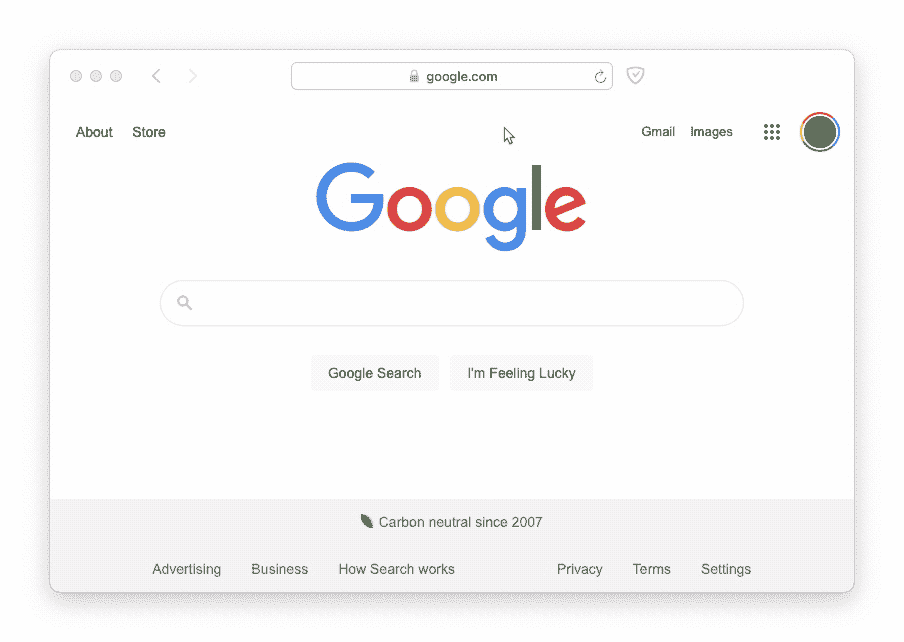 google.com
About Store Gmail Images
Google
Google Search I'm Feeling Lucky
Carbon neutral since 2007
Advertising Business How Search works Privacy Terms Settings